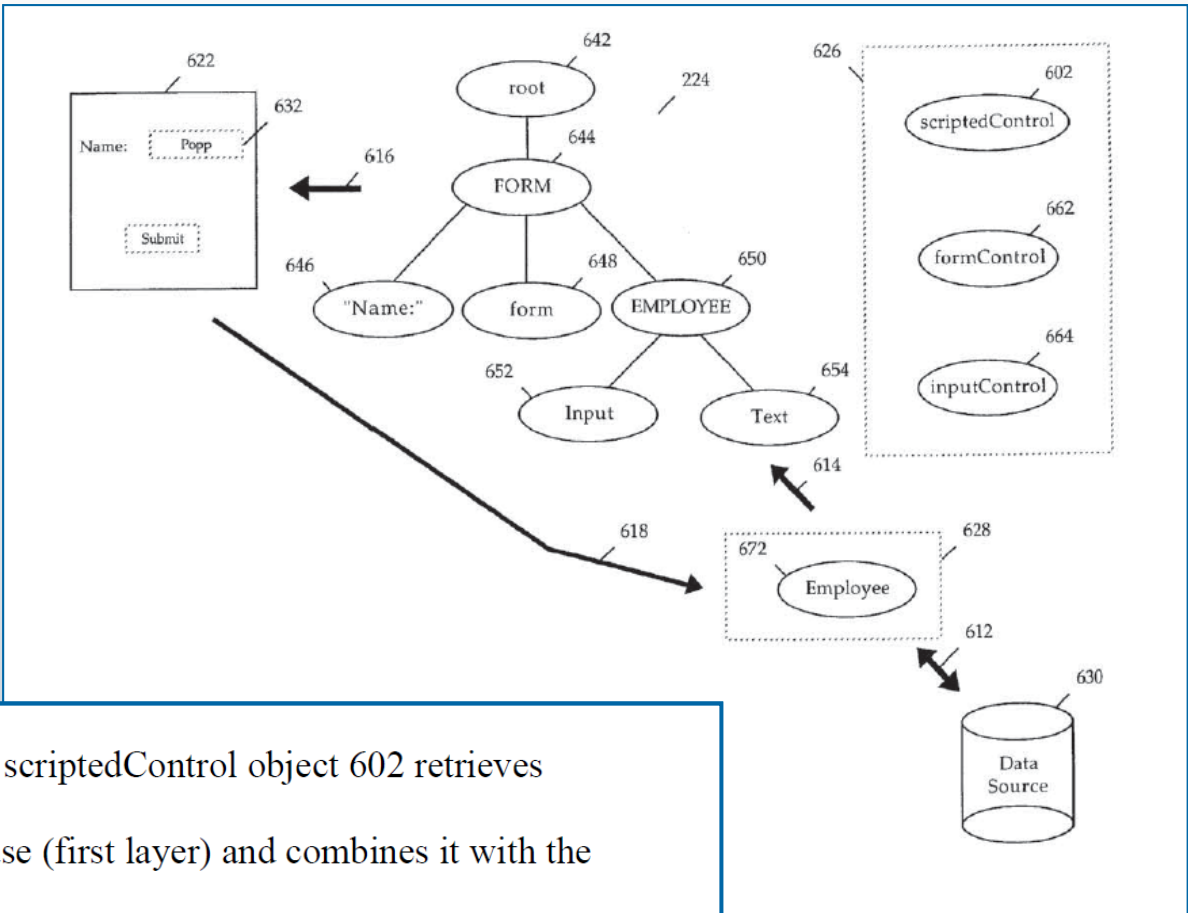 642
622
626
602
root
224
632
scriptedControl
Name:
Popp
616
644
FORM
662
Submit
formControl
646
648
650
"Name:"
form
EMPLOYEE
664
652
654
inputControl
Input
Text
614
618
628
672
Employee
612
630
Data
Source
scriptedControl object 602 retrieves
se (first layer) and combines it with the